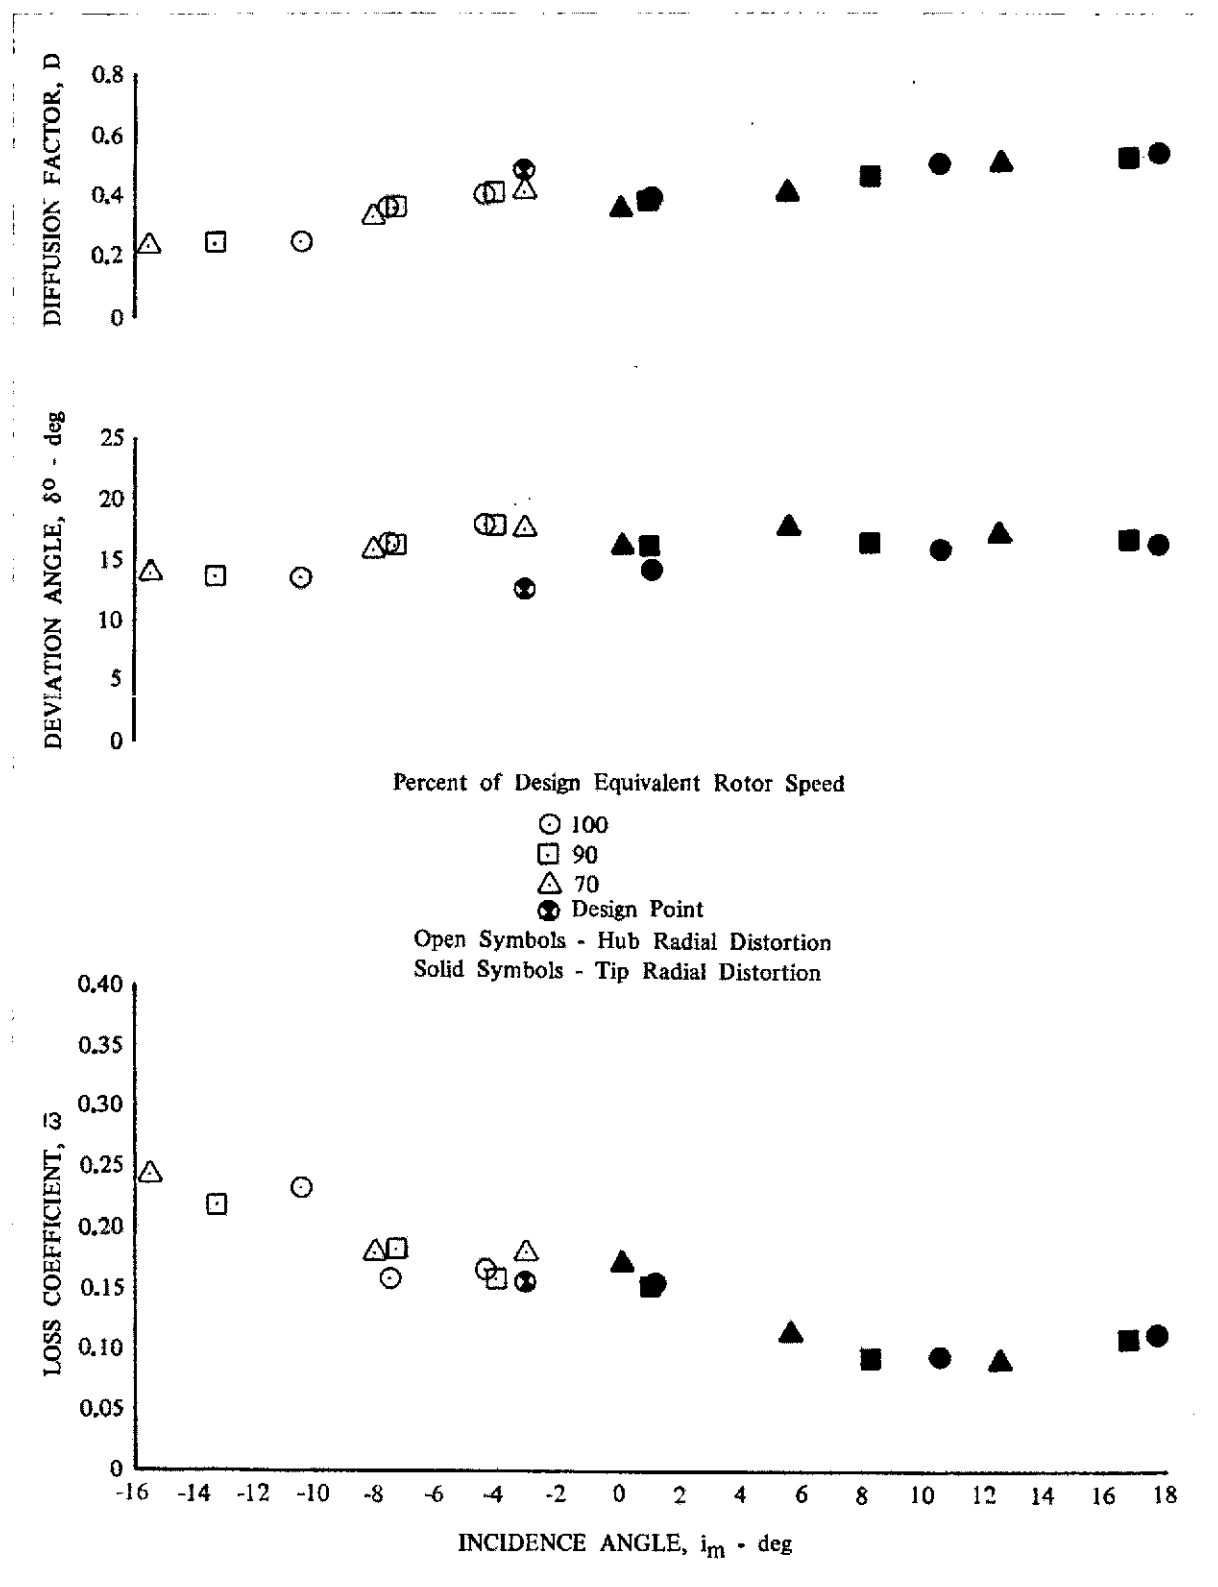 DIFFUSION FACTOR, D
0.8
0.6
0.4
0.2
0
DEVIATION ANGLE, δ° - deg
25
20
15
10
5
0
Percent of Design Equivalent Rotor Speed
100
90
70
Design Point
Open Symbols - Hub Radial Distortion
Solid Symbols - Tip Radial Distortion
LOSS COEFFICIENT, ω̅
0.40
0.35
0.30
0.25
0.20
0.15
0.10
0.05
0
-16 -14 -12 -10 -8 -6 -4 -2 0 2 4 6 8 10 12 14 16 18
INCIDENCE ANGLE, im - deg